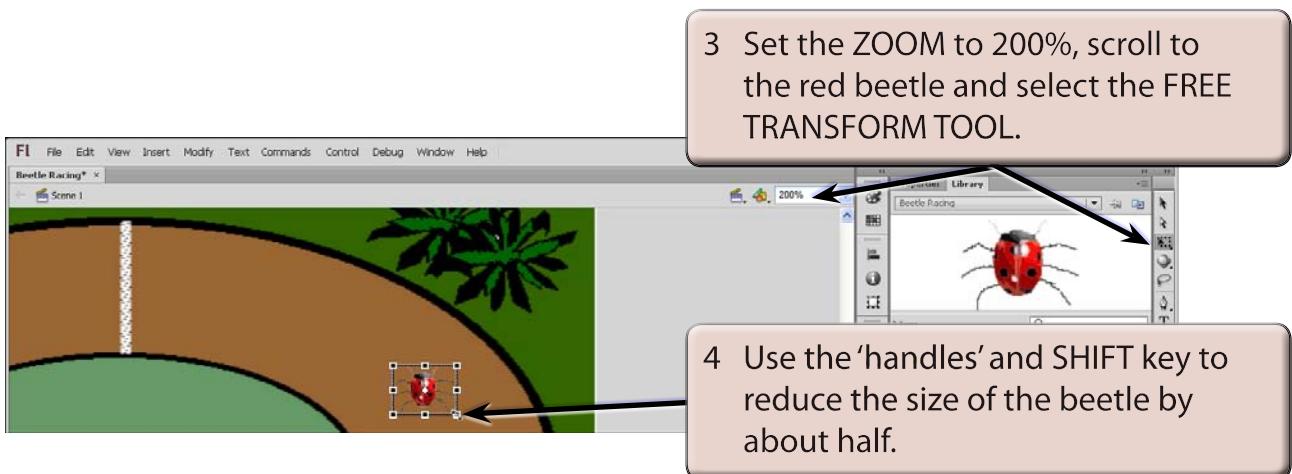 3 Set the ZOOM to 200%, scroll to
the red beetle and select the FREE
TRANSFORM TOOL.
Fl File Edit View Insert Modify Text Commands Control Debug Window Help
Beetle Racing* ×
Scene 1
200%
Library
Beetle Racing
4 Use the ‘handles’ and SHIFT key to
reduce the size of the beetle by
about half.